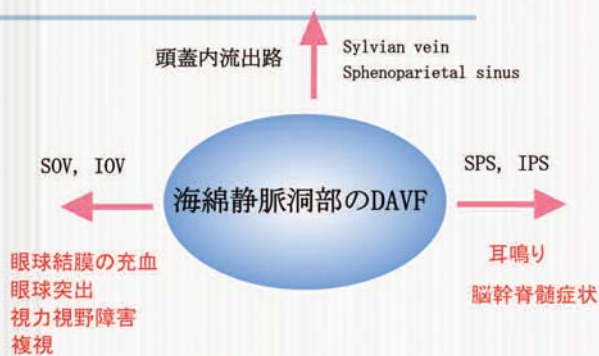 頭蓋内流出路
Sylvian vein
Sphenoparietal sinus
SOV, IOV
海綿静脈洞部のDAVF
SPS, IPS
眼球結膜の充血
眼球突出
視力視野障害
複視
耳鳴り
脳幹脊髄症状